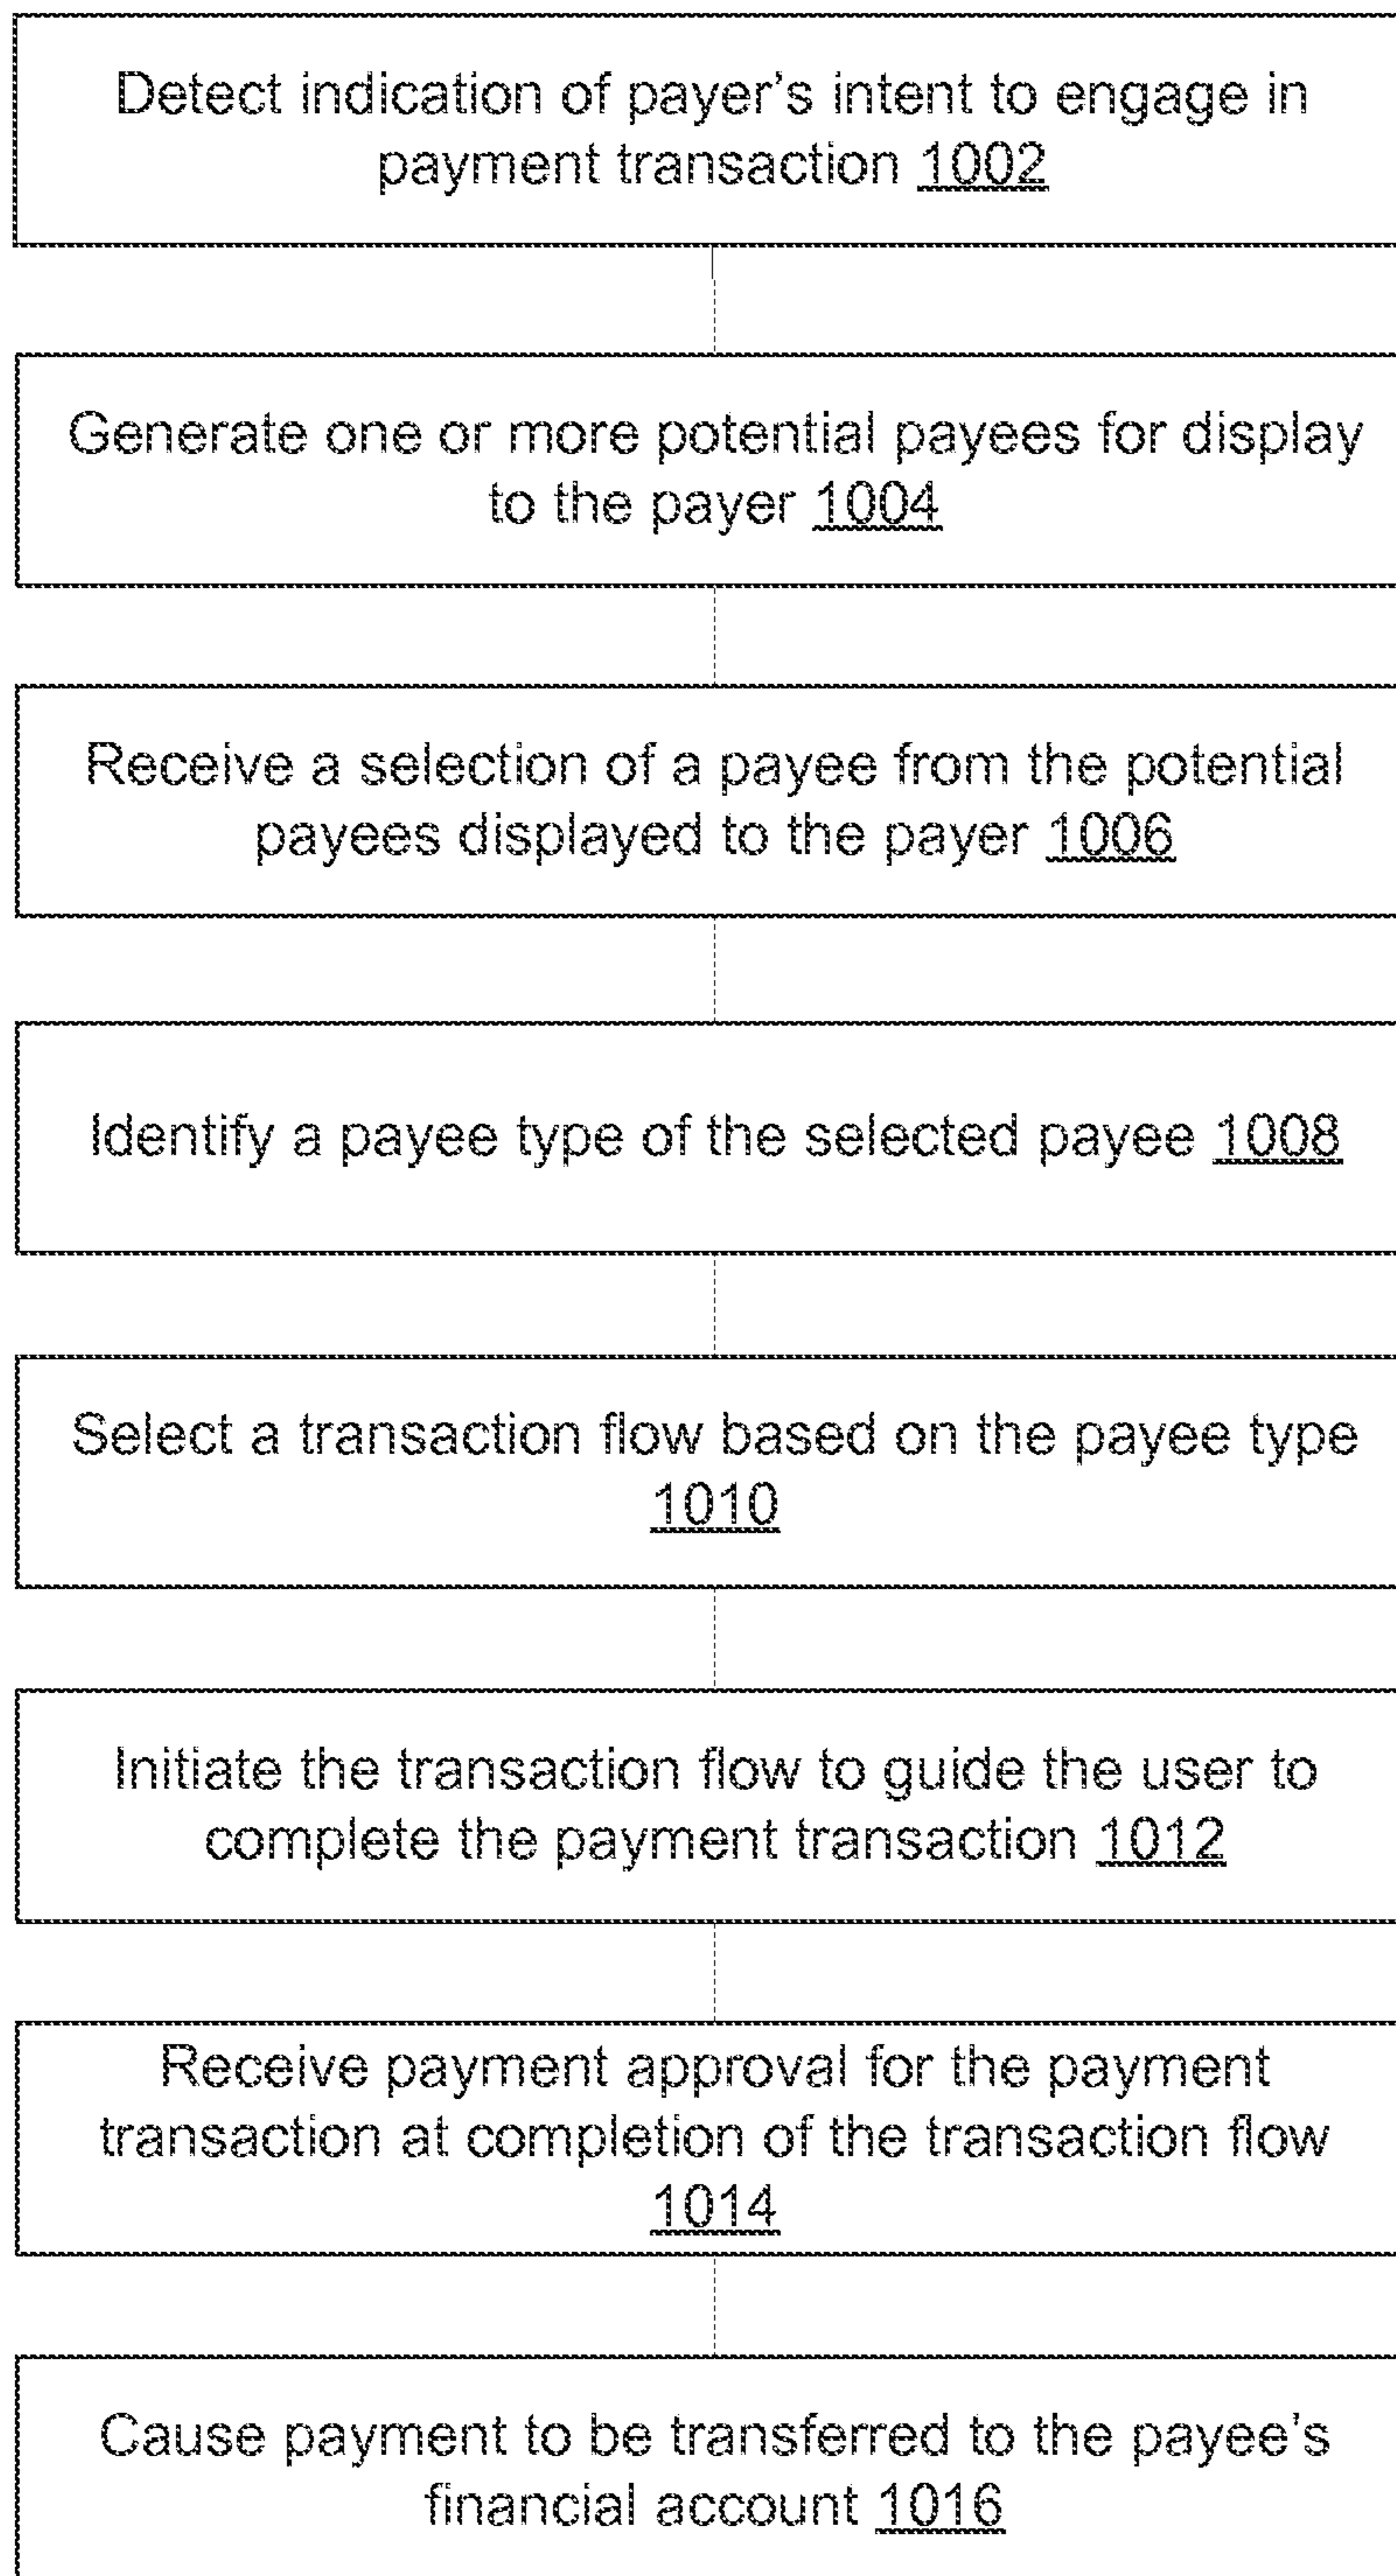 Detect indication of payer's intent to engage in
payment transaction 1002
Generate one or more potential payees for display
to the payer 1004
Receive a selection of a payee from the potential
payees displayed to the payer 1006
Identify a payee type of the selected payee 1008
Select a transaction flow based on the payee type
1010
Initiate the transaction flow to guide the user to
complete the payment transaction 1012
Receive payment approval for the payment
transaction at completion of the transaction flow
1014
Cause payment to be transferred to the payee's
financial account 1016